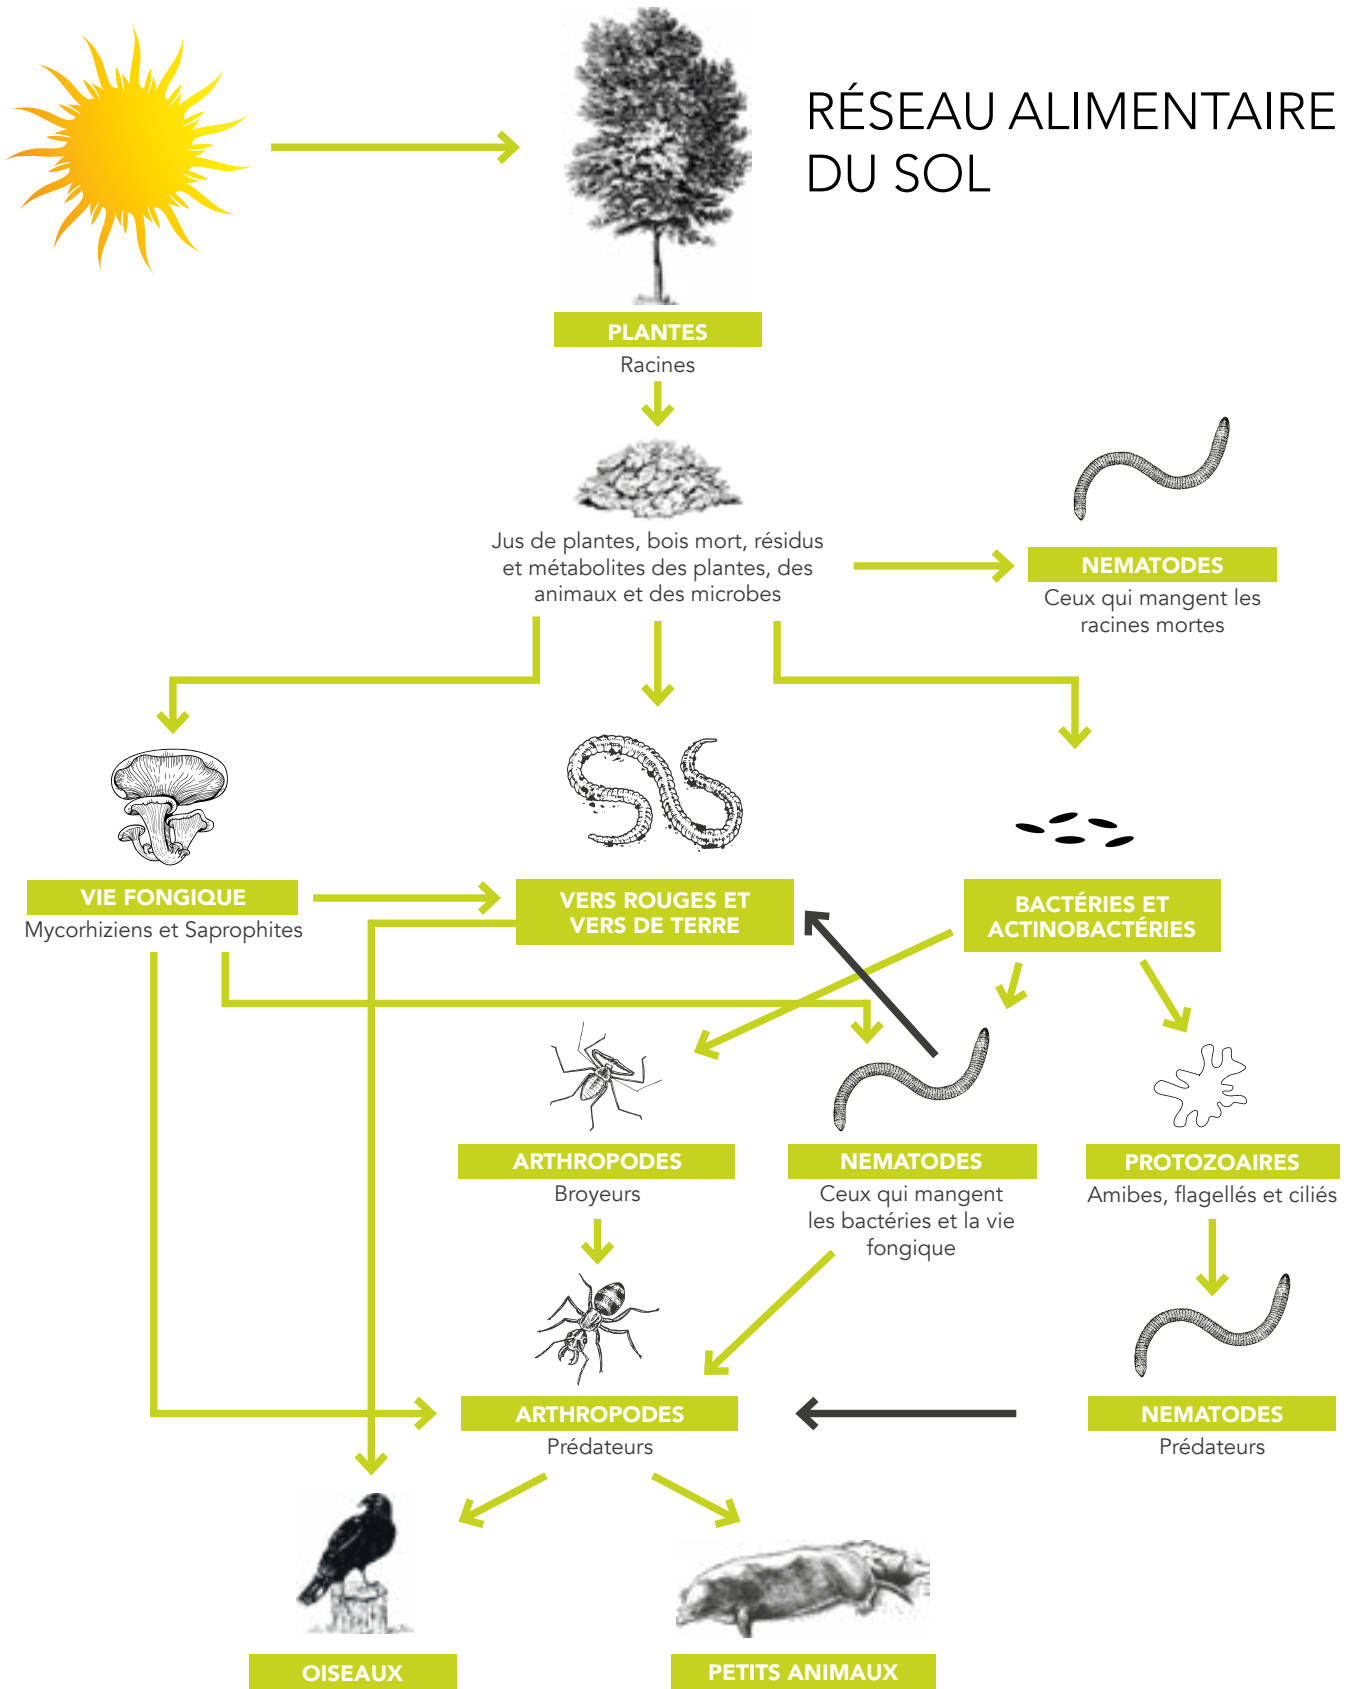 RÉSEAU ALIMENTAIRE
DU SOL
PLANTES
Racines
Jus de plantes, bois mort, résidus
et métabolites des plantes, des
animaux et des microbes
NEMATODES
Ceux qui mangent les
racines mortes
VIE FONGIQUE
Mycorhiziens et Saprophites
VERS ROUGES ET
VERS DE TERRE
BACTÉRIES ET
ACTINOBACTÉRIES
ARTHROPODES
Broyeurs
NEMATODES
Ceux qui mangent
les bactéries et la vie
fongique
PROTOZOAIRES
Amibes, flagellés et ciliés
ARTHROPODES
Prédateurs
NEMATODES
Prédateurs
OISEAUX
PETITS ANIMAUX